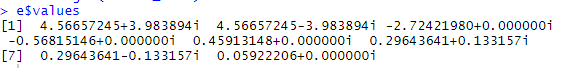 > e$values
[1]  4.56657245+3.983894i  4.56657245-3.983894i -2.72421980+0.000000i
-0.56815146+0.000000i  0.45913148+0.000000i  0.29643641+0.133157i
[7]  0.29643641-0.133157i  0.05922206+0.000000i